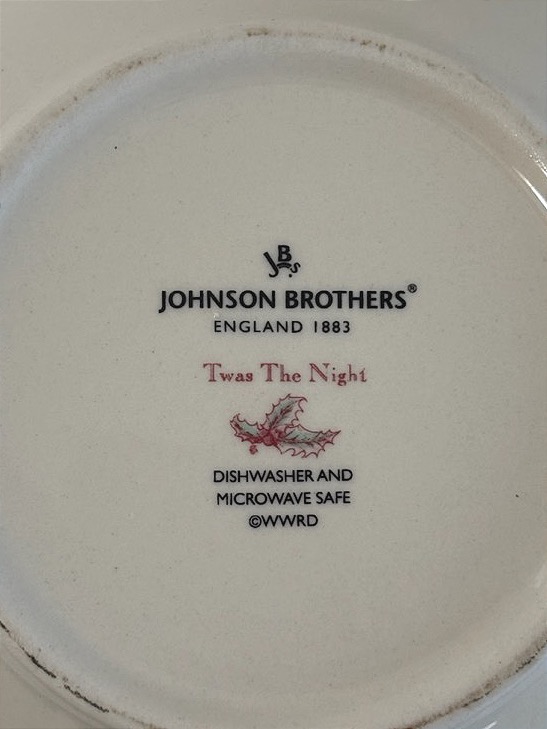 JBs
JOHNSON BROTHERS®
ENGLAND 1883
Twas The Night
DISHWASHER AND
MICROWAVE SAFE
©WWRD